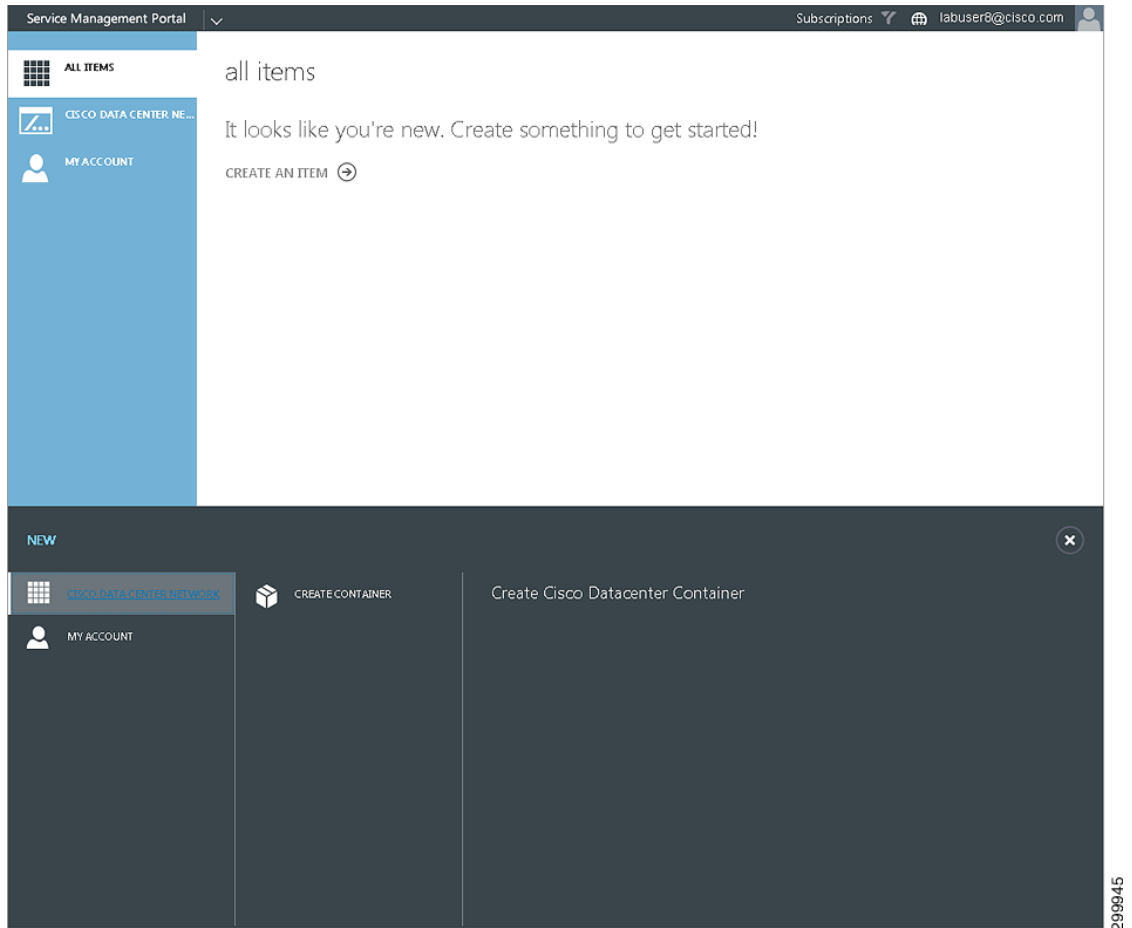 Service Management Portal
Subscriptions
labuser8@cisco.com
ALL ITEMS
CISCO DATA CENTER NE...
MY ACCOUNT
all items
It looks like you're new. Create something to get started!
CREATE AN ITEM
NEW
CISCO DATA CENTER NETWORK
MY ACCOUNT
CREATE CONTAINER
Create Cisco Datacenter Container
299945